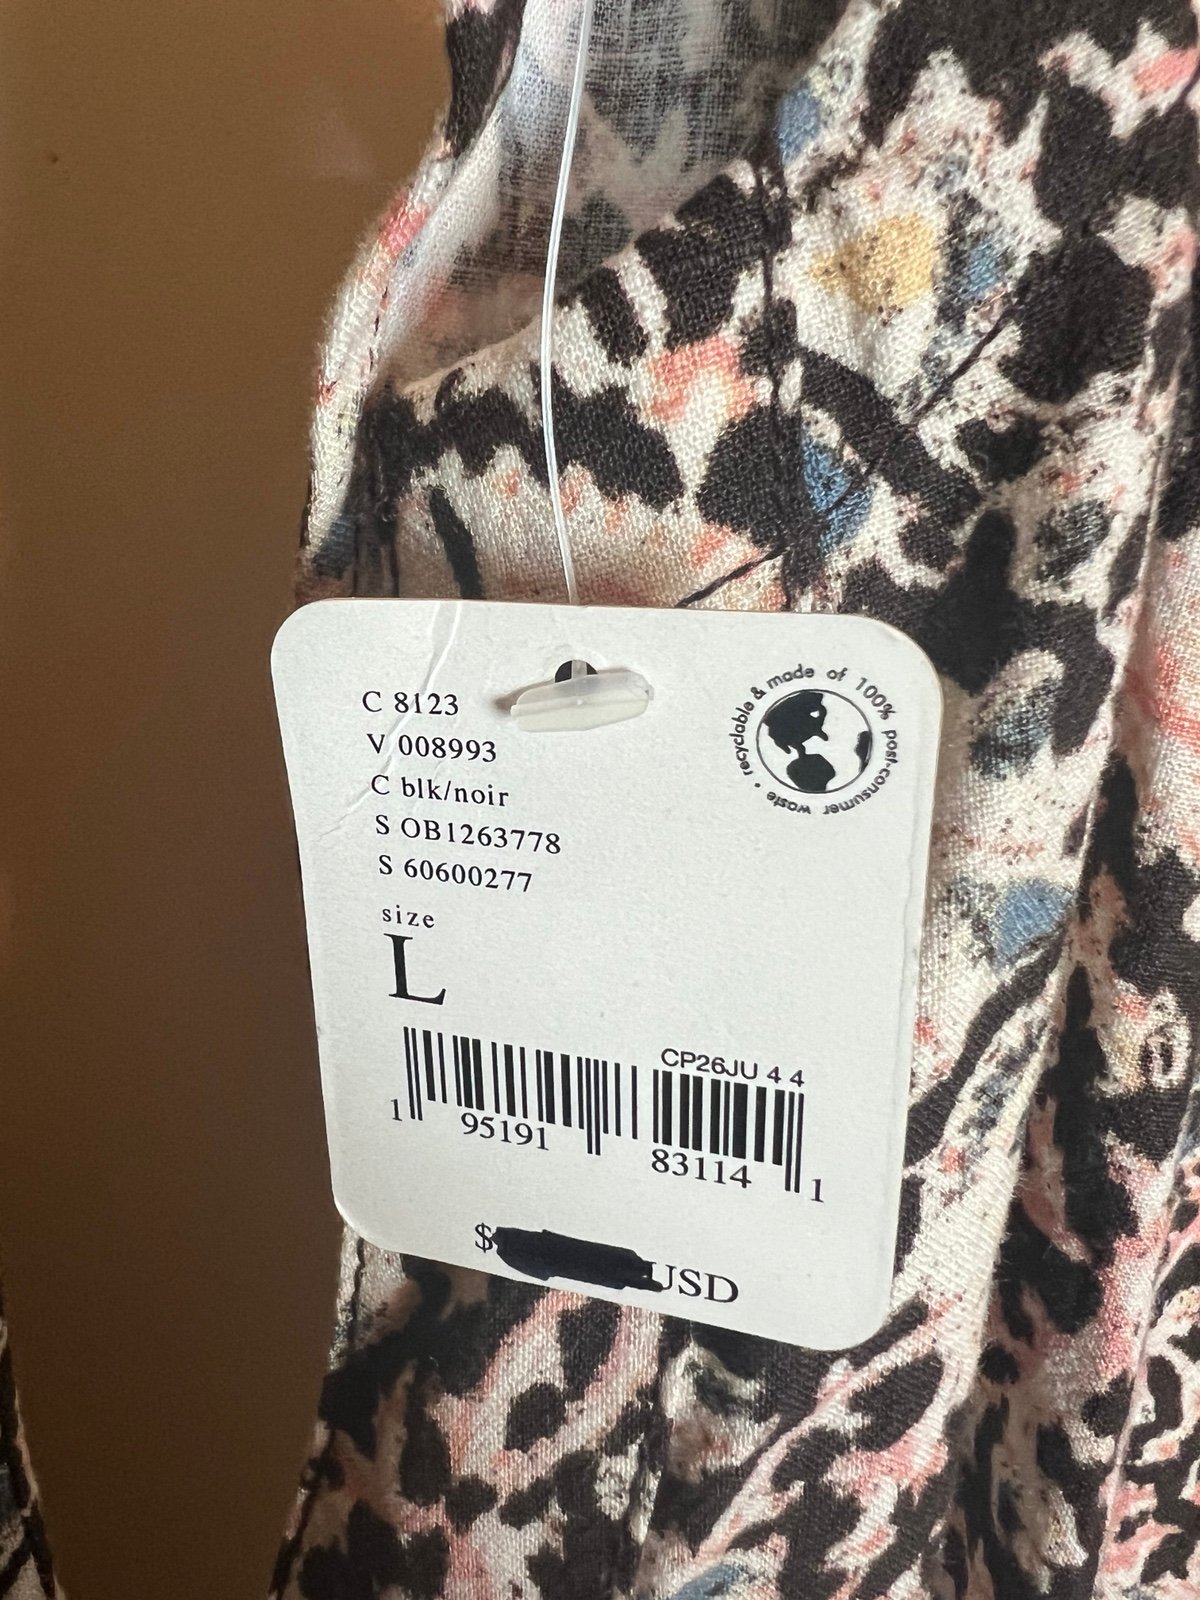 C 8123
V 008993
C blk/noir
S OB1263778
S 60600277
size
L
recyclable & made of 100% post-consumer waste •
CP26JU 4 4
1 95191 83114 1
$ USD